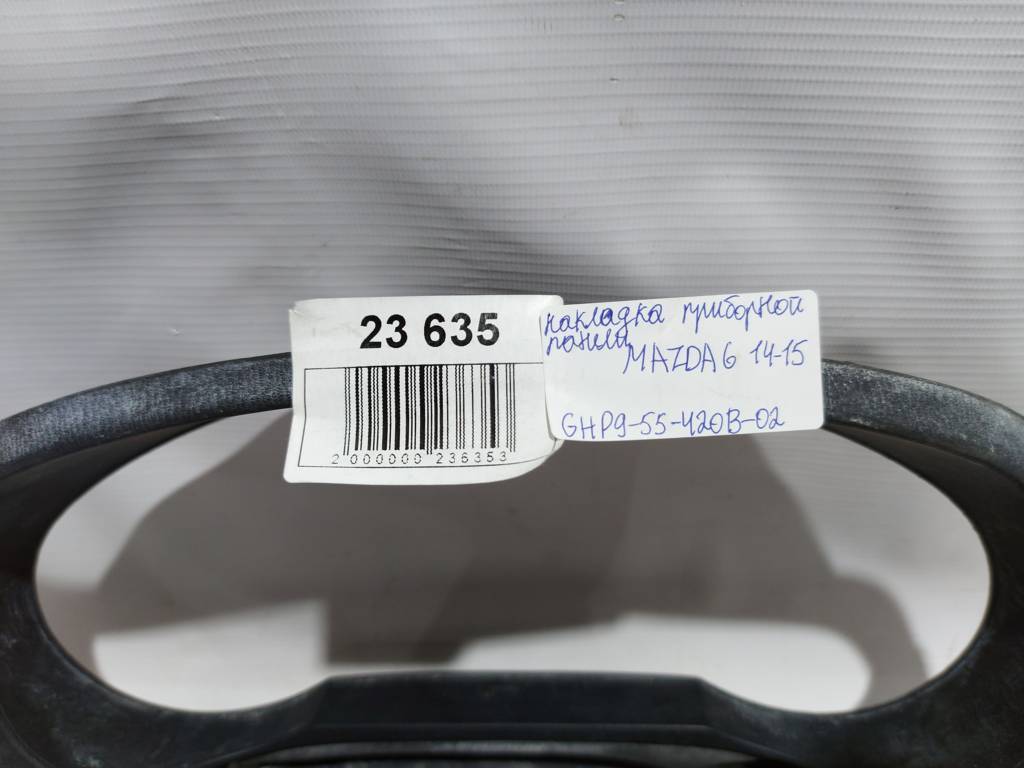 23 635
2 000000 236353
накладка приборной
панели MAZDA 6 14-15
GHP9-55-420B-02